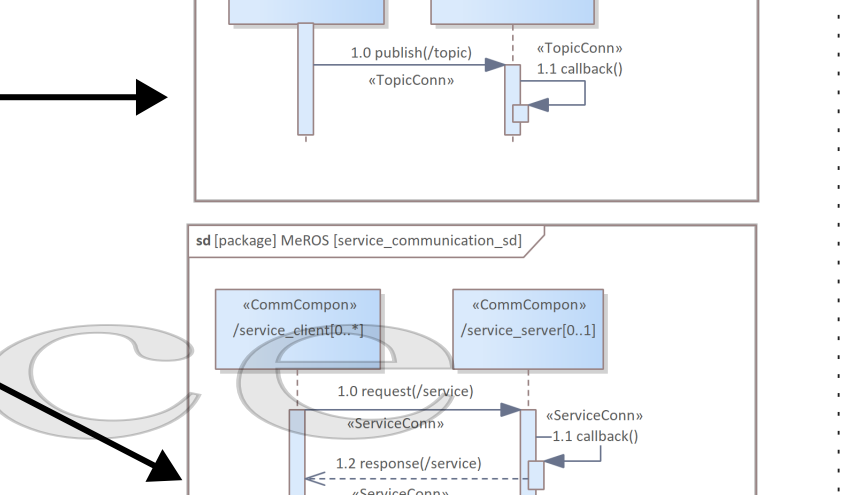 1.0 publish(/topic)
«TopicConn»
«TopicConn»
1.1 callback()
sd [package] MeROS [service_communication_sd]
«CommCompon»
/service_client[0..*]
«CommCompon»
/service_server[0..1]
1.0 request(/service)
«ServiceConn»
«ServiceConn»
1.1 callback()
1.2 response(/service)
«ServiceConn»